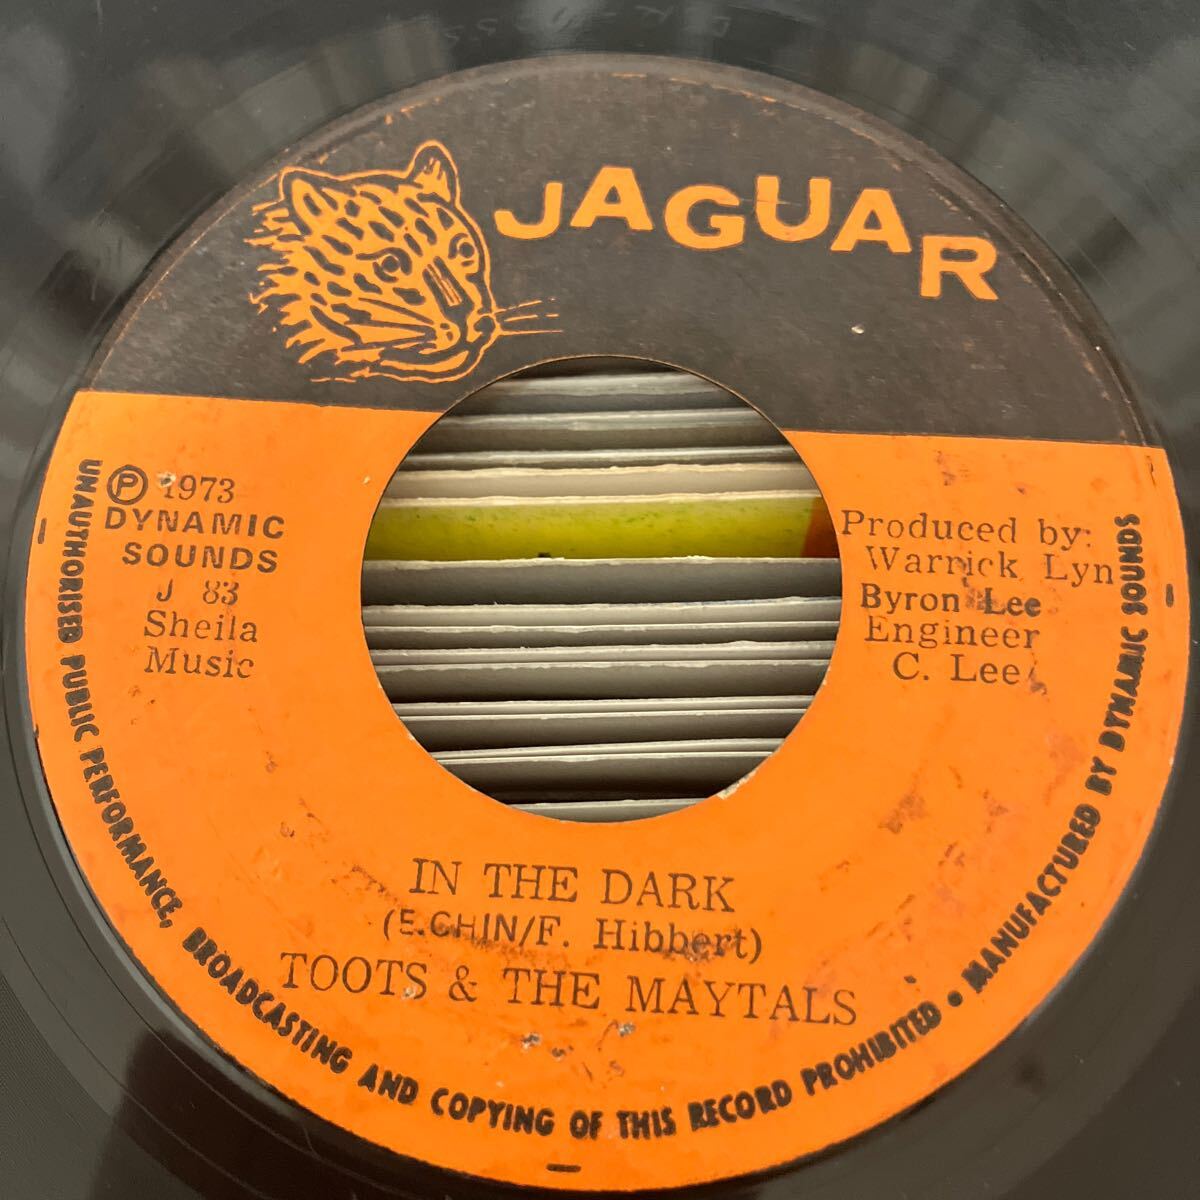 JAGUAR
℗ 1973
DYNAMIC
SOUNDS
J 83
Sheila
Music
Produced by:
Warrick Lyn
Byron Lee
Engineer
C. Lee
IN THE DARK
(E.CHIN/F. Hibbert)
TOOTS & THE MAYTALS
UNAUTHORISED PUBLIC PERFORMANCE, BROADCASTING AND COPYING OF THIS RECORD PROHIBITED • MANUFACTURED BY DYNAMIC SOUNDS